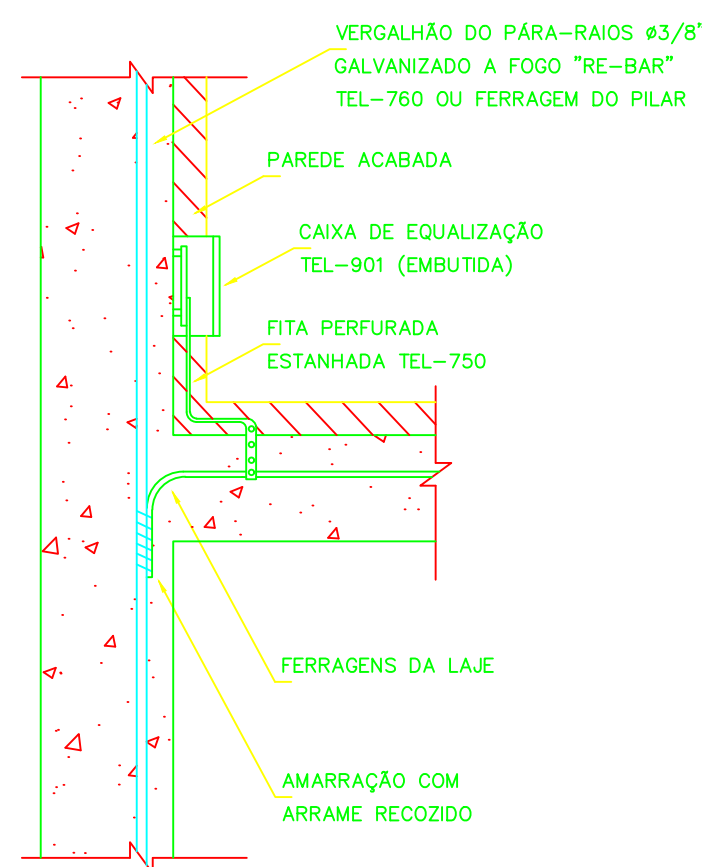 VERGALHÃO DO PÁRA-RAIOS ø3/8'
GALVANIZADO A FOGO "RE-BAR"
TEL-760 OU FERRAGEM DO PILAR
PAREDE ACABADA
CAIXA DE EQUALIZAÇÃO
TEL-901 (EMBUTIDA)
FITA PERFURADA
ESTANHADA TEL-750
FERRAGENS DA LAJE
AMARRAÇÃO COM
ARRAME RECOZIDO